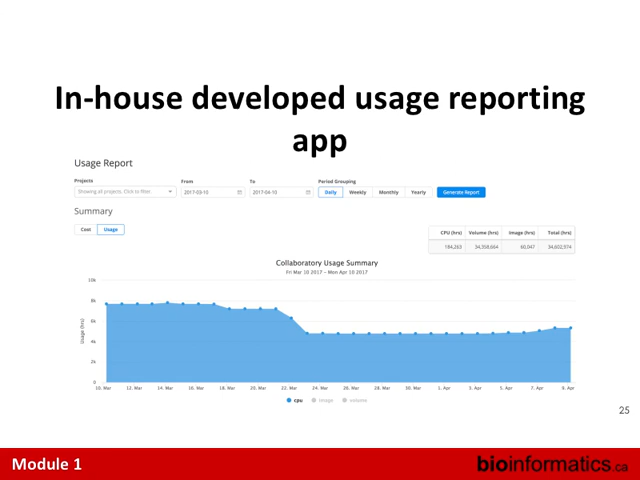 In-house developed usage reporting
app
Usage Report
Projects From To Period Grouping
Showing all projects. Click to filter. 2017-03-10 2017-04-10 Daily Weekly Monthly Yearly Generate Report
Summary
Cost Usage
CPU (hrs) Volume (hrs) Image (hrs) Total (hrs)
184,263 34,358,664 60,047 34,602,974
Collaboratory Usage Summary
Fri Mar 10 2017 — Mon Apr 10 2017
10k
8k
6k
4k
2k
0
Usage (hrs)
10. Mar 12. Mar 14. Mar 16. Mar 18. Mar 20. Mar 22. Mar 24. Mar 26. Mar 28. Mar 30. Mar 1. Apr 3. Apr 5. Apr 7. Apr 9. Apr
cpu image volume
25
Module 1
bioinformatics.ca